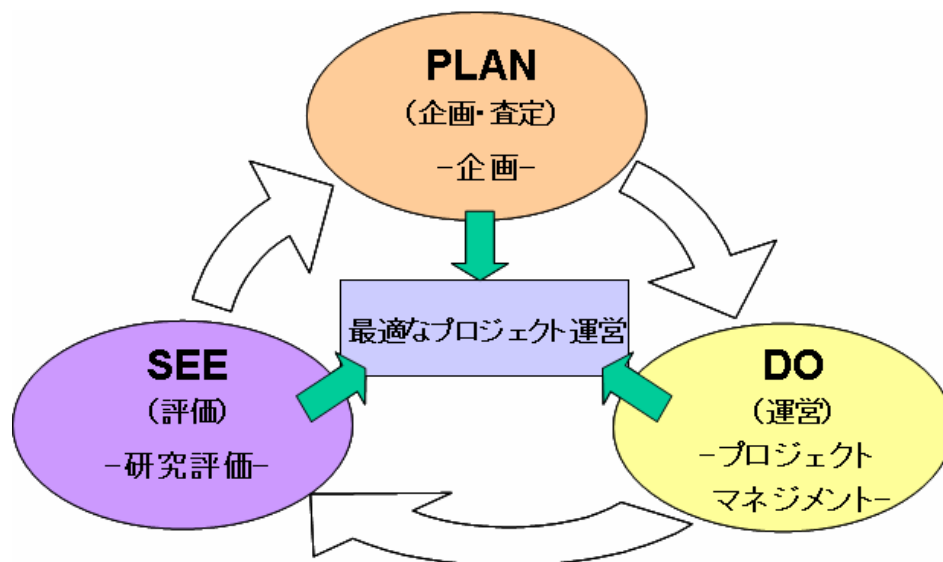 PLAN
（企画・査定）
−企画−
最適なプロジェクト運営
SEE
（評価）
−研究評価−
DO
（運営）
−プロジェクト
マネジメント−